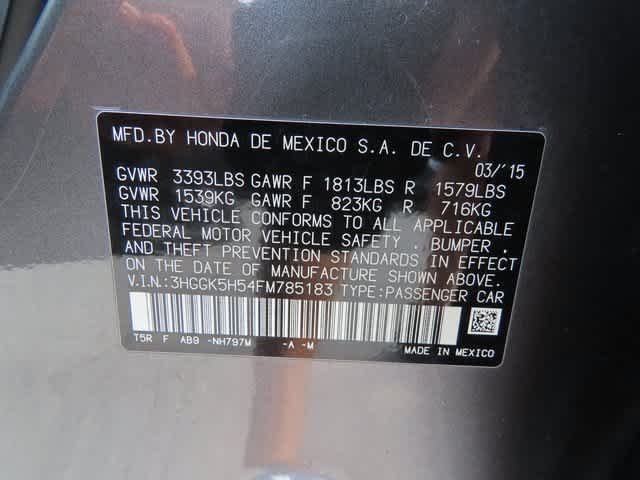 MFD.BY HONDA DE MEXICO S.A. DE C.V.
03/'15
GVWR 3393LBS GAWR F 1813LBS R 1579LBS
GVWR 1539KG GAWR F 823KG R 716KG
THIS VEHICLE CONFORMS TO ALL APPLICABLE
FEDERAL MOTOR VEHICLE SAFETY . BUMPER .
AND THEFT PREVENTION STANDARDS IN EFFECT
ON THE DATE OF MANUFACTURE SHOWN ABOVE.
V.I.N.:3HGGK5H54FM785183 TYPE:PASSENGER CAR
T5R F AB9 -NH797M -A -M MADE IN MEXICO